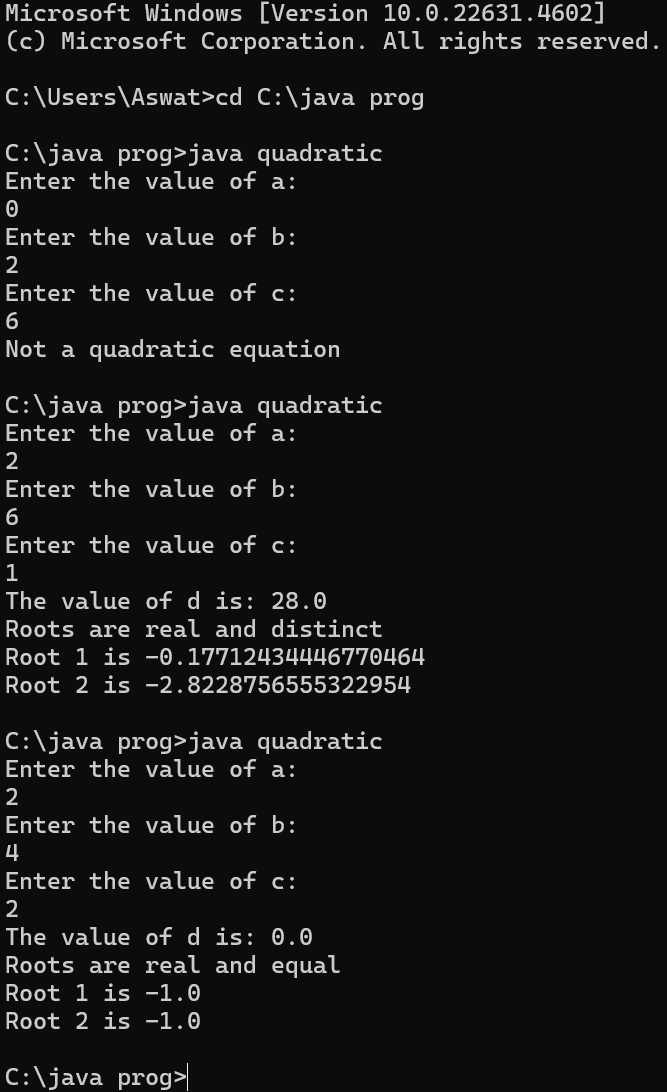 Microsoft Windows [Version 10.0.22631.4602]
(c) Microsoft Corporation. All rights reserved.
C:\Users\Aswat>cd C:\java prog
C:\java prog>java quadratic
Enter the value of a:
0
Enter the value of b:
2
Enter the value of c:
6
Not a quadratic equation
C:\java prog>java quadratic
Enter the value of a:
2
Enter the value of b:
6
Enter the value of c:
1
The value of d is: 28.0
Roots are real and distinct
Root 1 is -0.17712434446770464
Root 2 is -2.8228756555322954
C:\java prog>java quadratic
Enter the value of a:
2
Enter the value of b:
4
Enter the value of c:
2
The value of d is: 0.0
Roots are real and equal
Root 1 is -1.0
Root 2 is -1.0
C:\java prog>